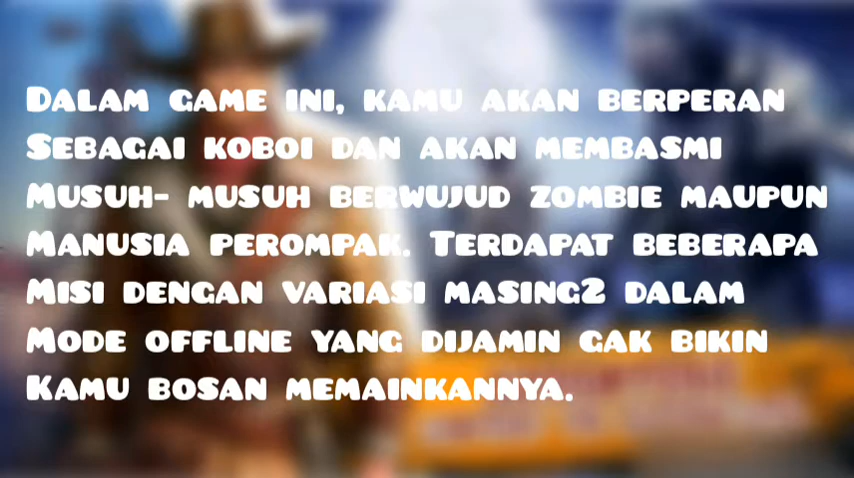 Dalam game ini, kamu akan berperan
Sebagai koboi dan akan membasmi
Musuh- musuh berwujud zombie maupun
Manusia perompak. Terdapat beberapa
Misi dengan variasi masing2 dalam
Mode offline yang dijamin gak bikin
Kamu bosan memainkannya.